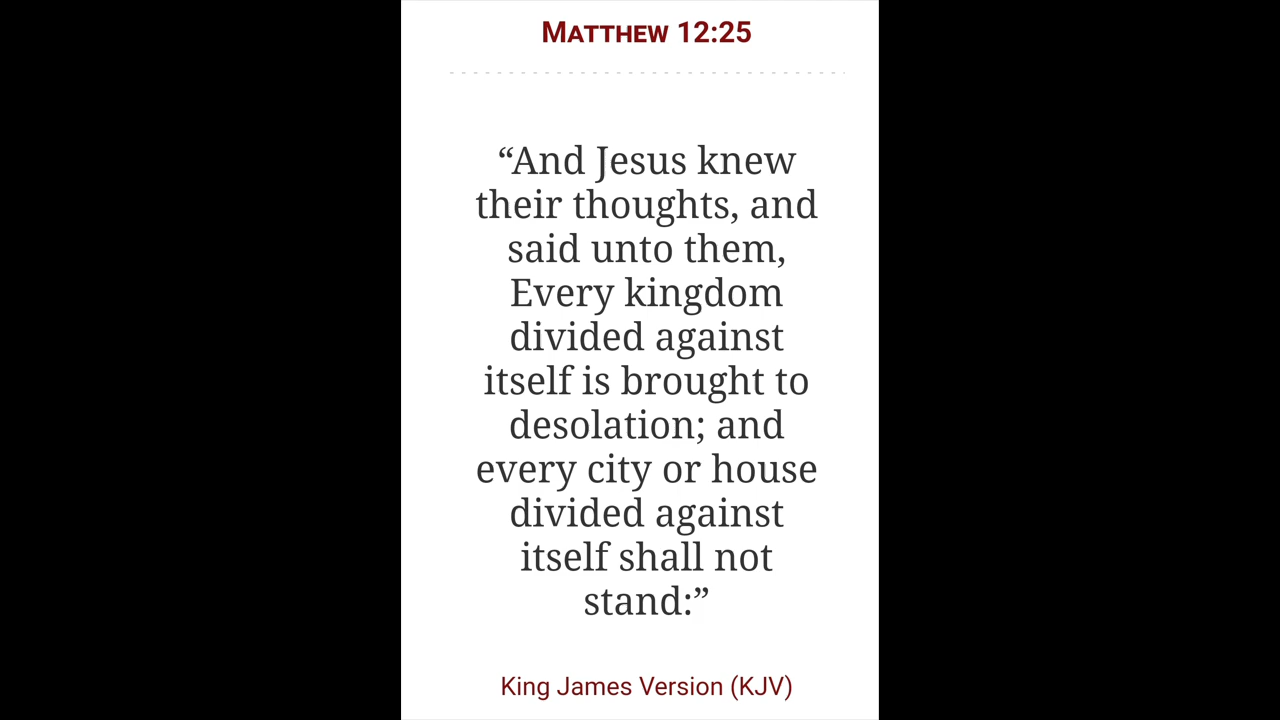 Matthew 12:25
“And Jesus knew
their thoughts, and
said unto them,
Every kingdom
divided against
itself is brought to
desolation; and
every city or house
divided against
itself shall not
stand:”
King James Version (KJV)